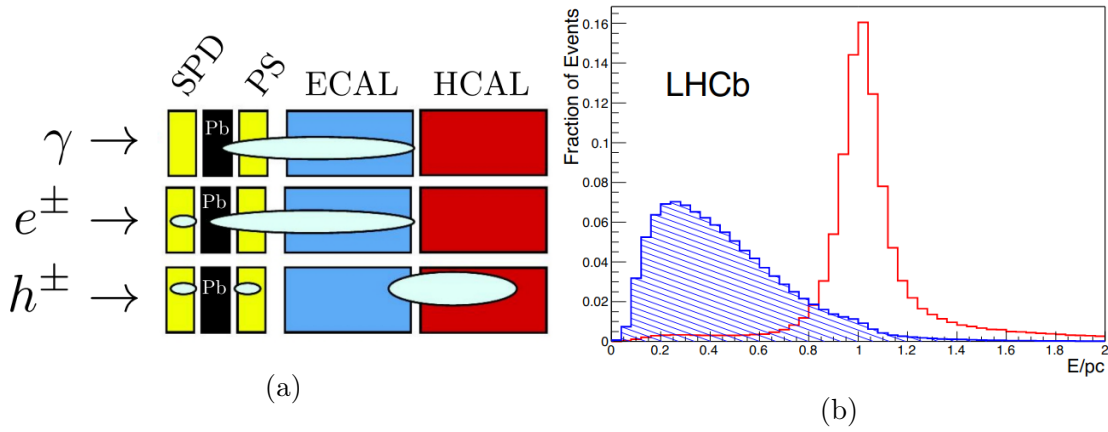 SPD PS ECAL HCAL
γ → Pb
e± → Pb
h± → Pb
(a)
Fraction of Events
0.16
0.14
0.12
0.1
0.08
0.06
0.04
0.02
0
LHCb
0 0.2 0.4 0.6 0.8 1 1.2 1.4 1.6 1.8 2
E/pc
(b)